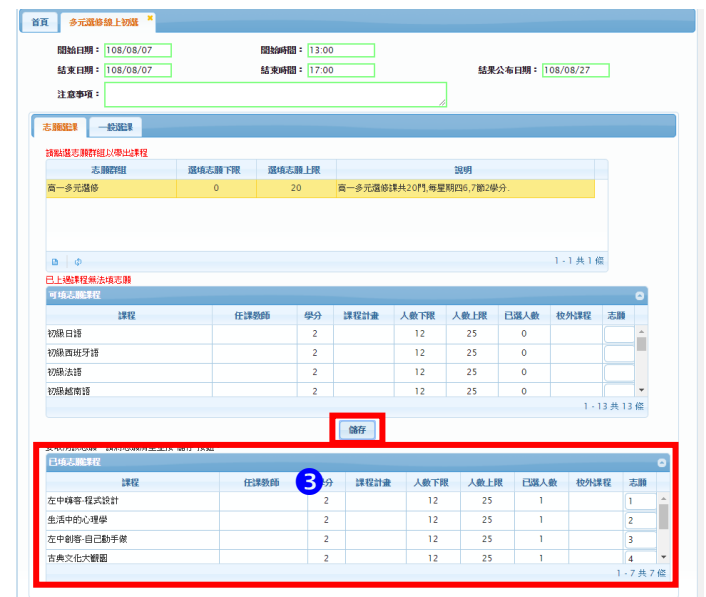 首頁 多元選修線上初選
開始日期： 108/08/07 開始時間： 13:00
結束日期： 108/08/07 結束時間： 17:00 結果公布日期： 108/08/27
注意事項：
志願選課 一般選課
請點選志願群組以帶出課程
志願群組 選填志願下限 選填志願上限 說明
高一多元選修 0 20 高一多元選修課共20門,每星期四6,7節2學分.
1 - 1 共 1 條
已上過課程無法填志願
可填志願課程
課程 任課教師 學分 課程計畫 人數下限 人數上限 已選人數 校外課程 志願
初級日語 2 12 25 0
初級西班牙語 2 12 25 0
初級法語 2 12 25 0
初級越南語 2 12 25 0
1 - 13 共 13 條
儲存
已填志願課程
課程 任課教師 3 分 課程計畫 人數下限 人數上限 已選人數 校外課程 志願
左中嗨客-程式設計 2 12 25 1 1
生活中的心理學 2 12 25 1 2
左中創客-自己動手做 2 12 25 1 3
古典文化大觀園 2 12 25 1 4
1 - 7 共 7 條